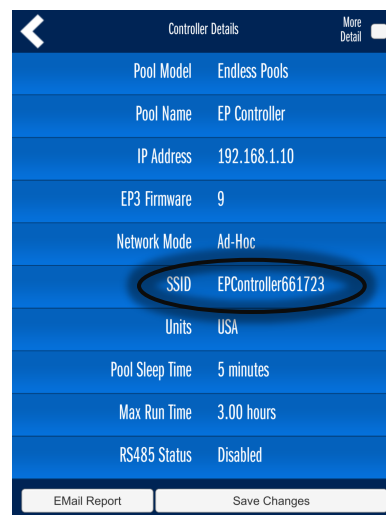 Controller Details
More
Detail
Pool Model Endless Pools
Pool Name EP Controller
IP Address 192.168.1.10
EP3 Firmware 9
Network Mode Ad-Hoc
SSID EPController661723
Units USA
Pool Sleep Time 5 minutes
Max Run Time 3.00 hours
RS485 Status Disabled
EMail Report Save Changes